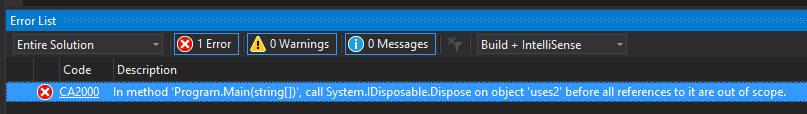 Error List
Entire Solution 1 Error 0 Warnings 0 Messages Build + IntelliSense
Code Description
CA2000 In method 'Program.Main(string[])', call System.IDisposable.Dispose on object 'uses2' before all references to it are out of scope.